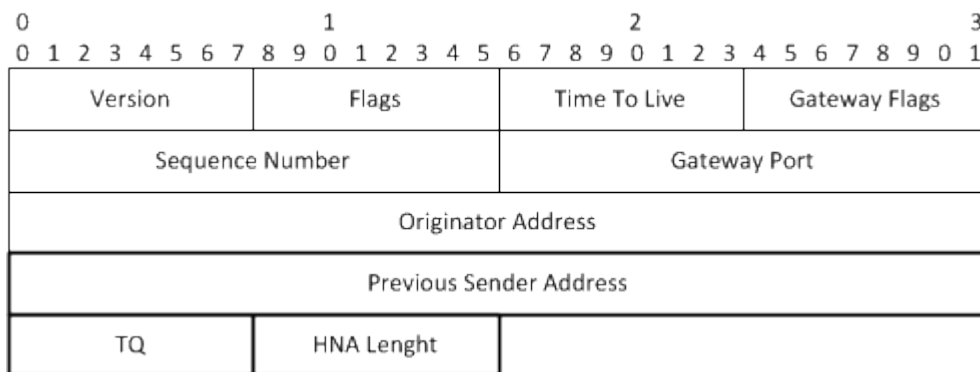 0 1 2 3
0 1 2 3 4 5 6 7 8 9 0 1 2 3 4 5 6 7 8 9 0 1 2 3 4 5 6 7 8 9 0 1
Version Flags Time To Live Gateway Flags
Sequence Number Gateway Port
Originator Address
Previous Sender Address
TQ HNA Lenght